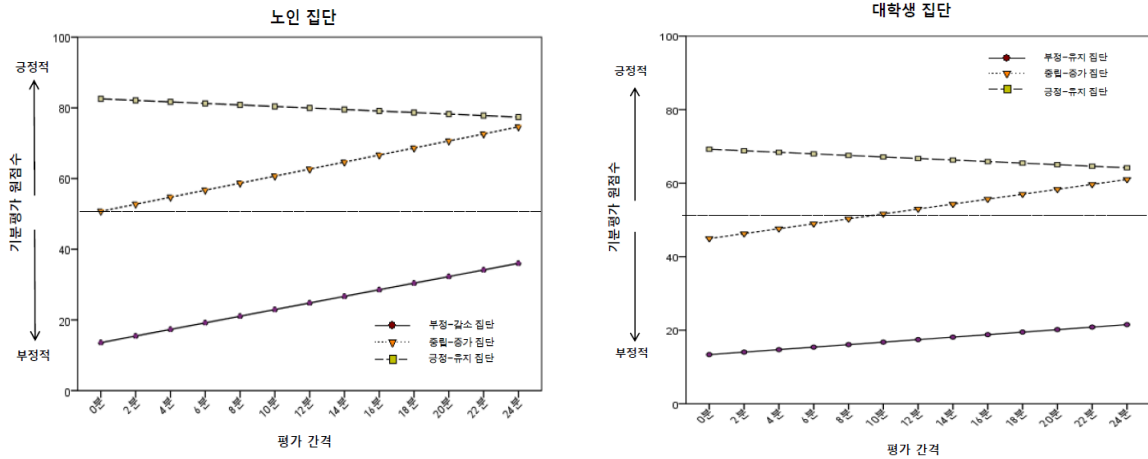 노인 집단
100
80
60
40
20
0
긍정적
기분평가 원점수
부정적
부정-감소 집단
중립-증가 집단
긍정-유지 집단
0분 2분 4분 6분 8분 10분 12분 14분 16분 18분 20분 22분 24분
평가 간격
대학생 집단
100
80
60
40
20
0
긍정적
기분평가 원점수
부정적
부정-유지 집단
중립-증가 집단
긍정-유지 집단
0분 2분 4분 6분 8분 10분 12분 14분 16분 18분 20분 22분 24분
평가 간격